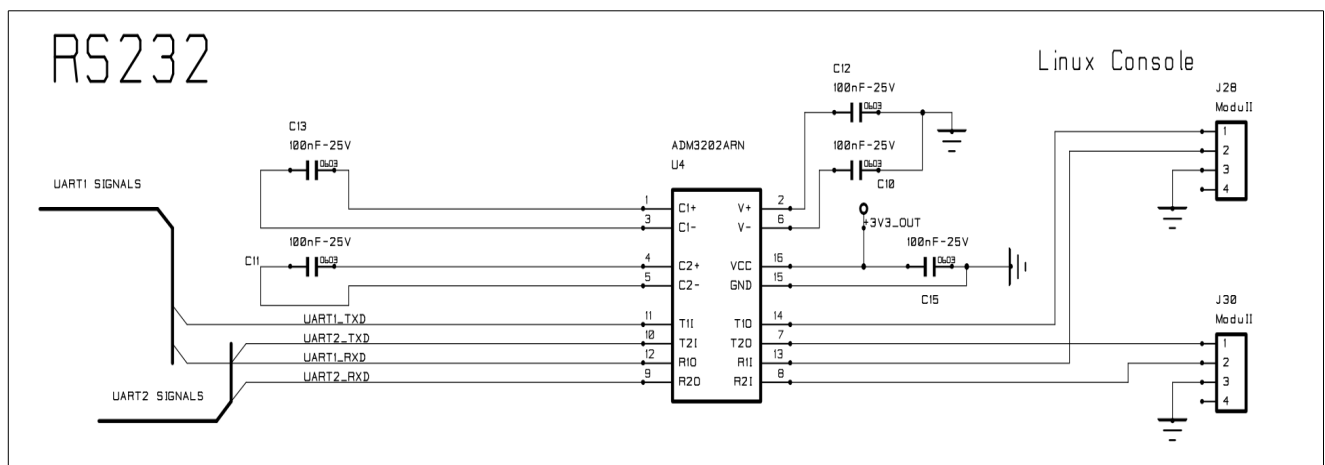 RS232
Linux Console
C12
100nF-25V
0603
J28
ModuII
1
2
3
4
C13
100nF-25V
0603
ADM3202ARN
U4
100nF-25V
0603
C10
UART1 SIGNALS
1 C1+ V+ 2
3 C1- V- 6
+3V3_OUT
100nF-25V
0603
C11
100nF-25V
0603
C15
4 C2+ VCC 16
5 C2- GND 15
J30
ModuII
1
2
3
4
UART1_TXD 11 T1I T1O 14
UART2_TXD 10 T2I T2O 7
UART1_RXD 12 R1O R1I 13
UART2_RXD 9 R2O R2I 8
UART2 SIGNALS